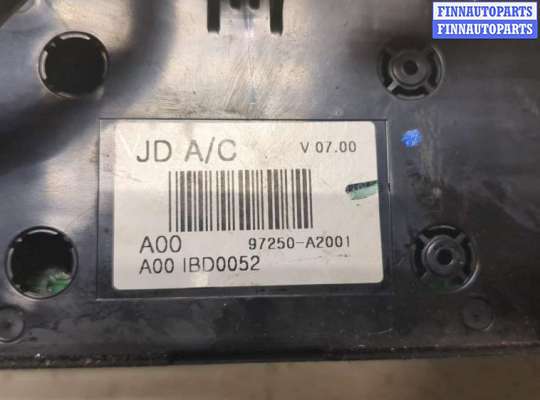 FINNAUTOPARTS
FINNAUTOPARTS
JD A/C V 07.00
A00 97250-A2001
A00 IBD0052